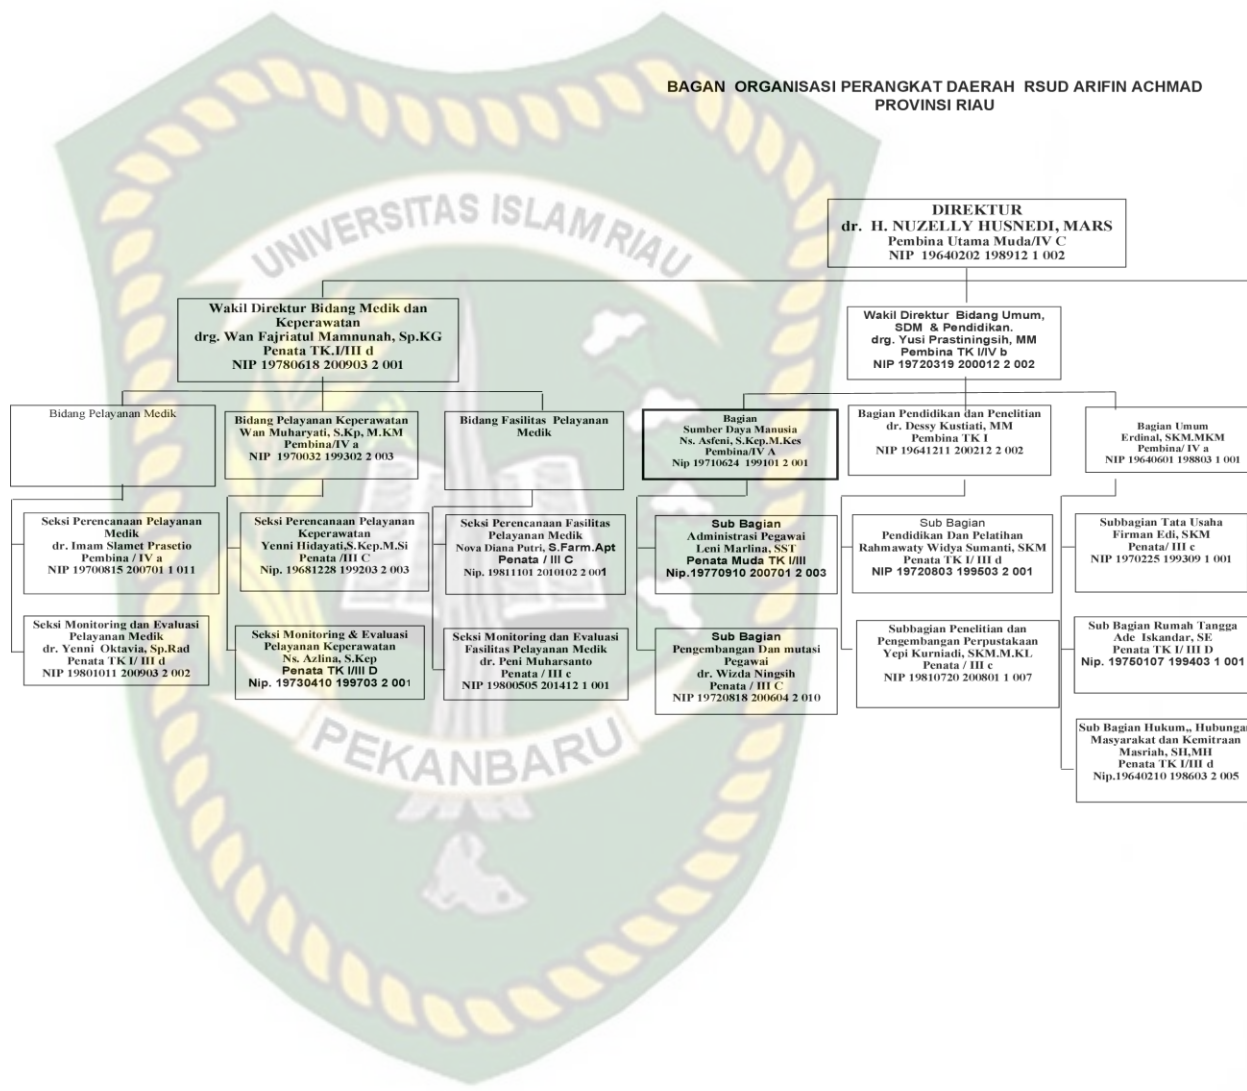 BAGAN ORGANISASI PERANGKAT DAERAH RSUD ARIFIN ACHMAD
PROVINSI RIAU
UNIVERSITAS ISLAM RIAU
DIREKTUR
dr. H. NUZELLY HUSNEDI, MARS
Pembina Utama Muda/IV C
NIP 19640202 198912 1 002
Wakil Direktur Bidang Medik dan
Keperawatan
drg. Wan Fajriatul Mamnunah, Sp.KG
Penata TK.I/III d
NIP 19780618 200903 2 001
Wakil Direktur Bidang Umum,
SDM & Pendidikan.
drg. Yusi Prastiningsih, MM
Pembina TK I/IV b
NIP 19720319 200012 2 002
Bidang Pelayanan Medik
Bidang Pelayanan Keperawatan
Wan Muharyati, S.Kp, M.KM
Pembina/IV a
NIP 1970032 199302 2 003
Bidang Fasilitas Pelayanan
Medik
Bagian
Sumber Daya Manusia
Ns. Asfeni, S.Kep.M.Kes
Pembina/IV A
Nip 19710624 199101 2 001
Bagian Pendidikan dan Penelitian
dr. Dessy Kustiati, MM
Pembina TK I
NIP 19641211 200212 2 002
Bagian Umum
Erdinal, SKM.MKM
Pembina/ IV a
NIP 19640601 198803 1 001
Seksi Perencanaan Pelayanan
Medik
dr. Imam Slamet Prasetio
Pembina / IV a
NIP 19700815 200701 1 011
Seksi Perencanaan Pelayanan
Keperawatan
Yenni Hidayati,S.Kep.M.Si
Penata /III C
Nip. 19681228 199203 2 003
Seksi Perencanaan Fasilitas
Pelayanan Medik
Nova Diana Putri, S.Farm.Apt
Penata / III C
Nip. 19811101 2010102 2 001
Sub Bagian
Administrasi Pegawai
Leni Marlina, SST
Penata Muda TK I/III
Nip.19770910 200701 2 003
Sub Bagian
Pendidikan Dan Pelatihan
Rahmawaty Widya Sumanti, SKM
Penata TK I/ III d
NIP 19720803 199503 2 001
Subbagian Tata Usaha
Firman Edi, SKM
Penata/ III c
NIP 1970225 199309 1 001
Seksi Monitoring dan Evaluasi
Pelayanan Medik
dr. Yenni Oktavia, Sp.Rad
Penata TK I/ III d
NIP 19801011 200903 2 002
Seksi Monitoring & Evaluasi
Pelayanan Keperawatan
Ns. Azlina, S.Kep
Penata TK I/III D
Nip. 19730410 199703 2 001
Seksi Monitoring dan Evaluasi
Fasilitas Pelayanan Medik
dr. Peni Muharsanto
Penata / III c
NIP 19800505 201412 1 001
Sub Bagian
Pengembangan Dan mutasi
Pegawai
dr. Wizda Ningsih
Penata / III C
NIP 19720818 200604 2 010
Subbagian Penelitian dan
Pengembangan Perpustakaan
Yepi Kurniadi, SKM.M.KL
Penata / III c
NIP 19810720 200801 1 007
Sub Bagian Rumah Tangga
Ade Iskandar, SE
Penata TK I/ III D
Nip. 19750107 199403 1 001
Sub Bagian Hukum,, Hubungan
Masyarakat dan Kemitraan
Masriah, SH,MH
Penata TK I/III d
Nip.19640210 198603 2 005
PEKANBARU